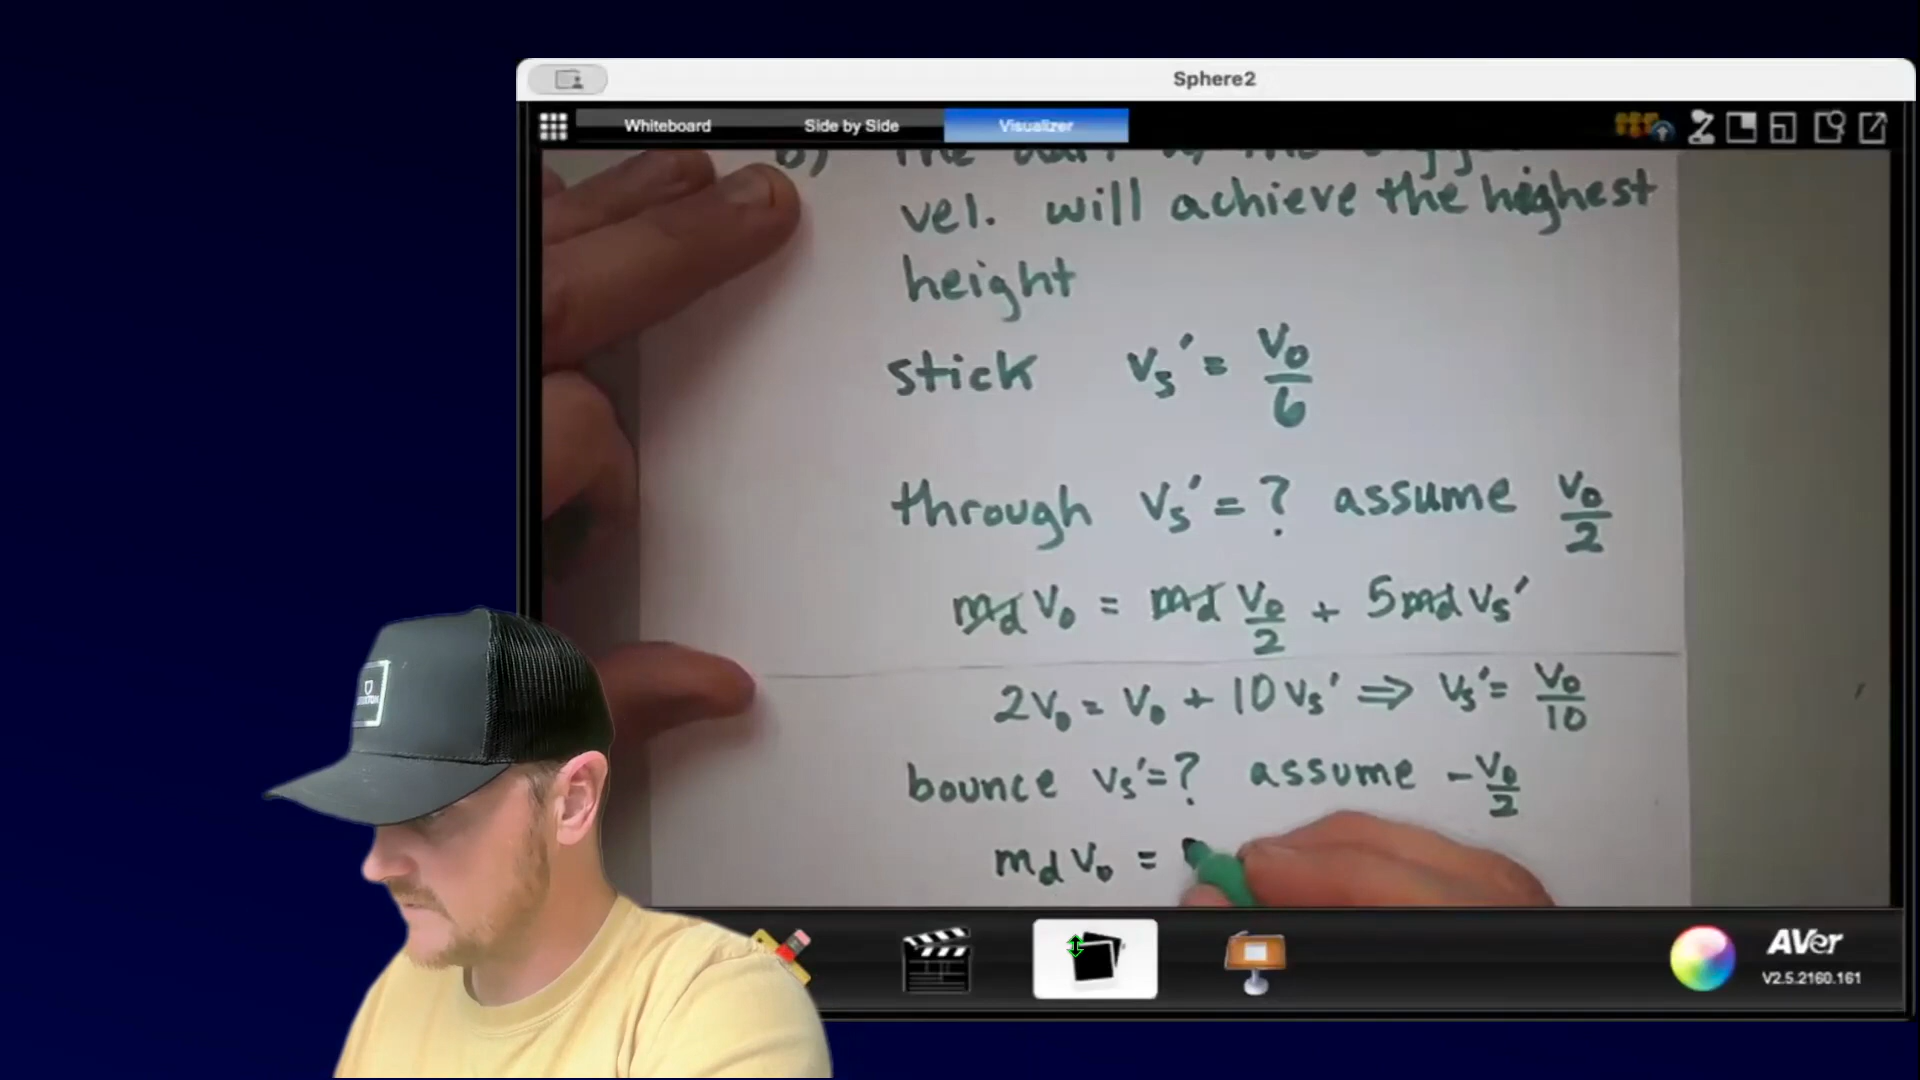 Sphere2
Whiteboard Side by Side Visualizer
b) The
vel. will achieve the highest
height
stick vs' = v0/6
through vs' = ? assume v0/2
md v0 = md v0/2 + 5md vs'
2v0 = v0 + 10vs' ⇒ vs' = v0/10
bounce vs' = ? assume -v0/2
md v0 =
AVer
V2.5.2160.161